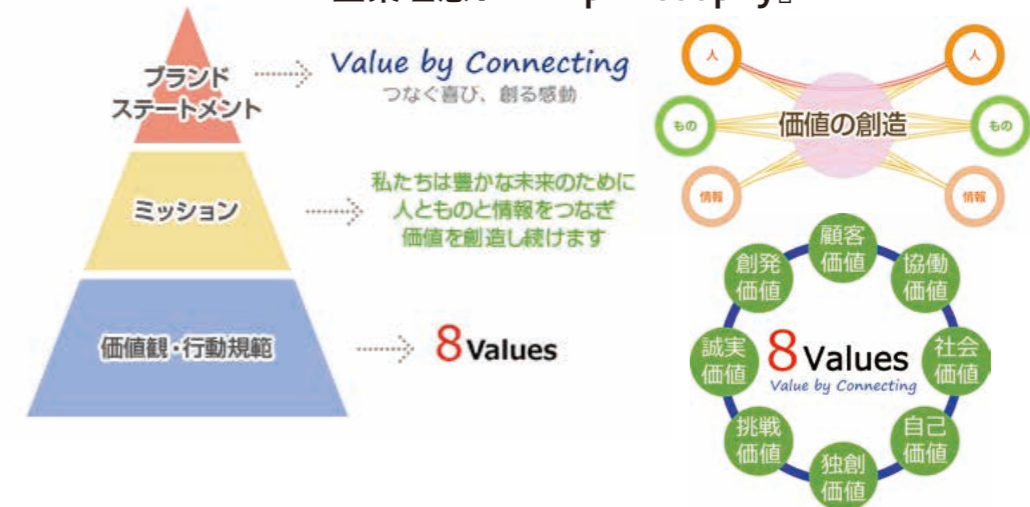 ブランド
ステートメント
Value by Connecting
つなぐ喜び、創る感動
ミッション
私たちは豊かな未来のために
人とものと情報をつなぎ
価値を創造し続けます
価値観・行動規範
8 Values
人
人
もの
価値の創造
もの
情報
情報
顧客
価値
協働
価値
社会
価値
自己
価値
独創
価値
挑戦
価値
誠実
価値
創発
価値
8 Values
Value by Connecting